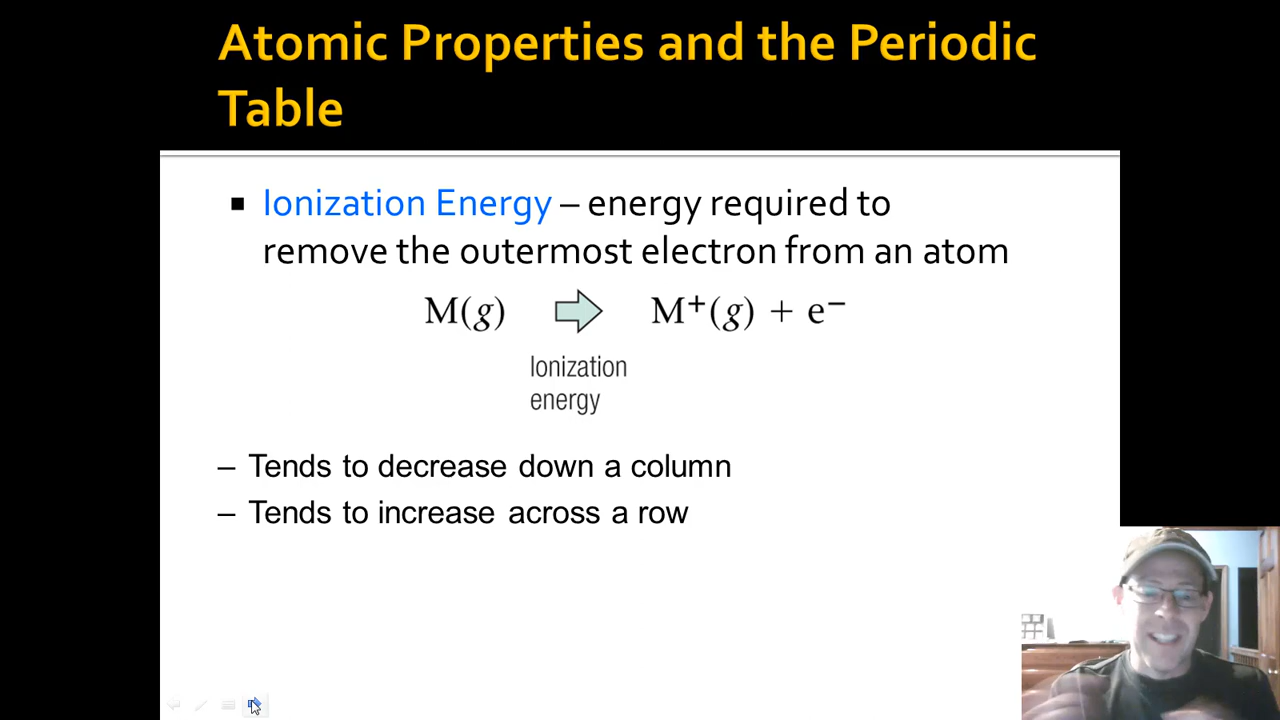 Atomic Properties and the Periodic
Table
■ Ionization Energy – energy required to
remove the outermost electron from an atom
M(g) ⇨ M⁺(g) + e⁻
Ionization
energy
– Tends to decrease down a column
– Tends to increase across a row